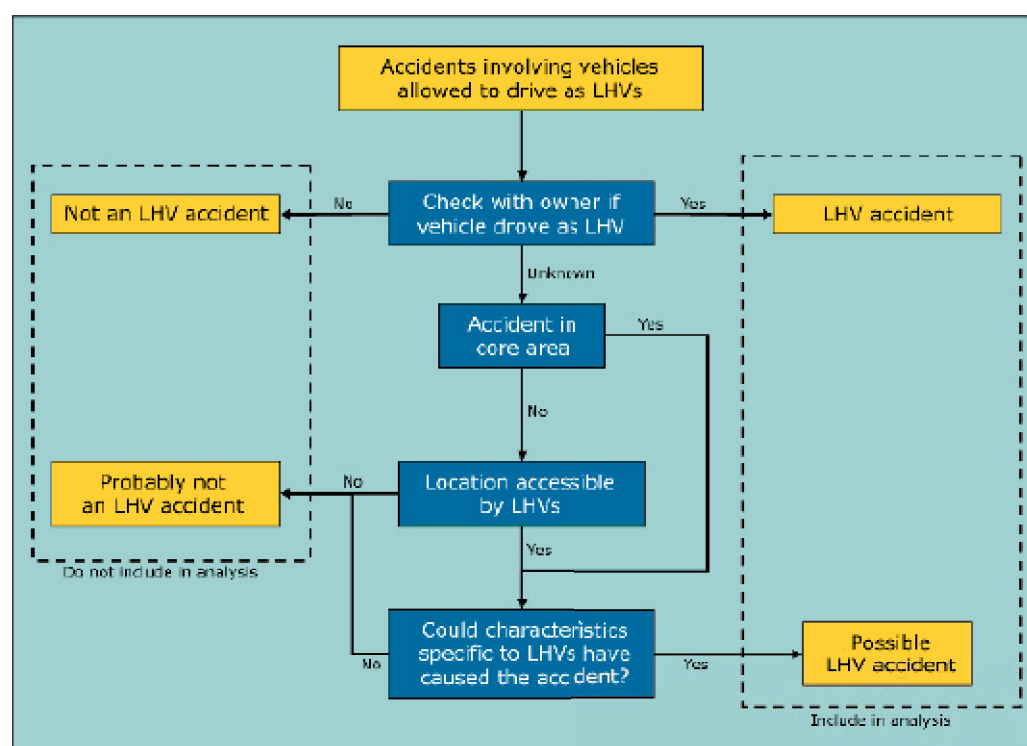 Accidents involving vehicles
allowed to drive as LHVs
Not an LHV accident
No
Check with owner if
vehicle drove as LHV
Yes
LHV accident
Unknown
Accident in
core area
Yes
No
Probably not
an LHV accident
No
Location accessible
by LHVs
Yes
Do not include in analysis
Could characteristics
specific to LHVs have
caused the accident?
No
Yes
Possible
LHV accident
Include in analysis